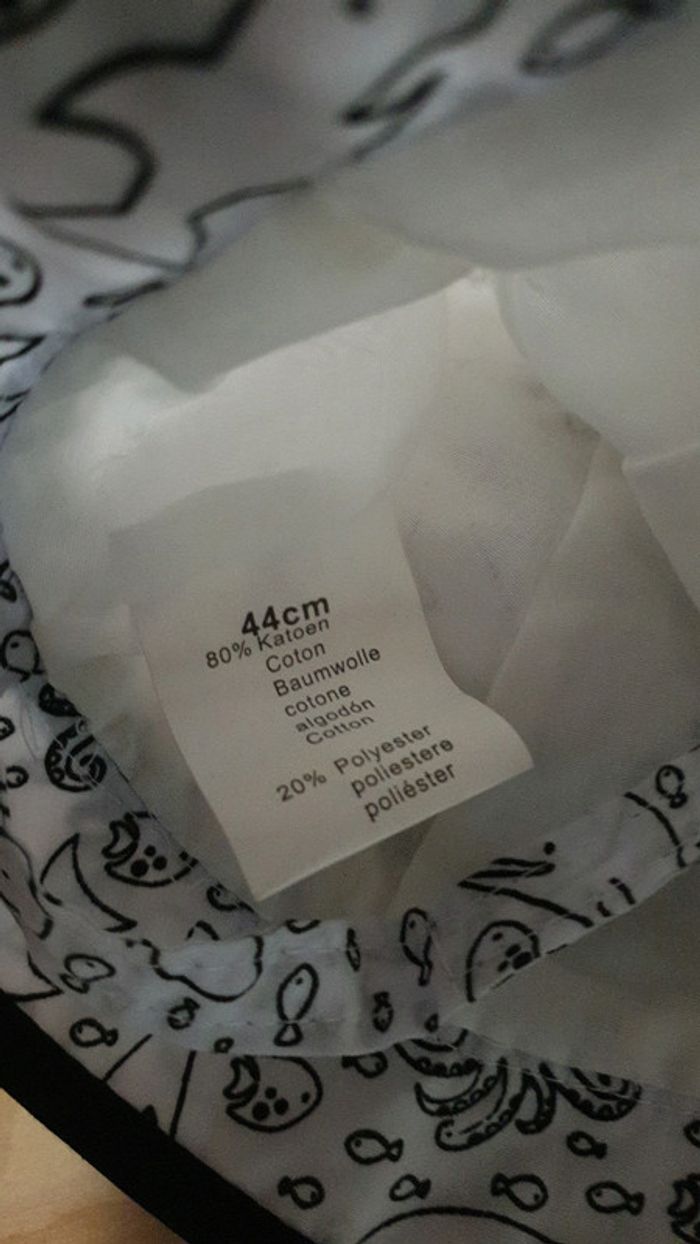 44cm
80% Katoen
Coton
Baumwolle
cotone
algodón
Cotton
20% Polyester
poliestere
poliéster